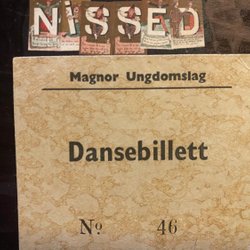 NiSSED
Magnor Ungdomslag
Dansebillett
No. 46